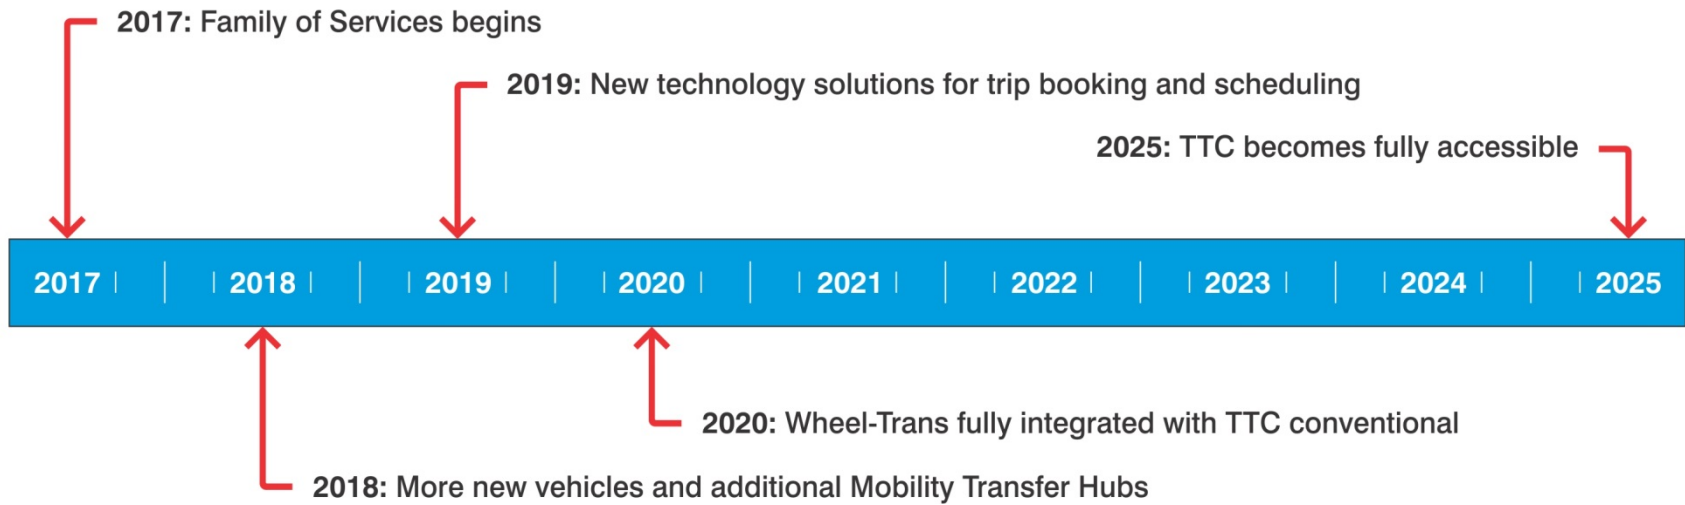 2017: Family of Services begins
2019: New technology solutions for trip booking and scheduling
2025: TTC becomes fully accessible
2017 2018 2019 2020 2021 2022 2023 2024 2025
2020: Wheel-Trans fully integrated with TTC conventional
2018: More new vehicles and additional Mobility Transfer Hubs